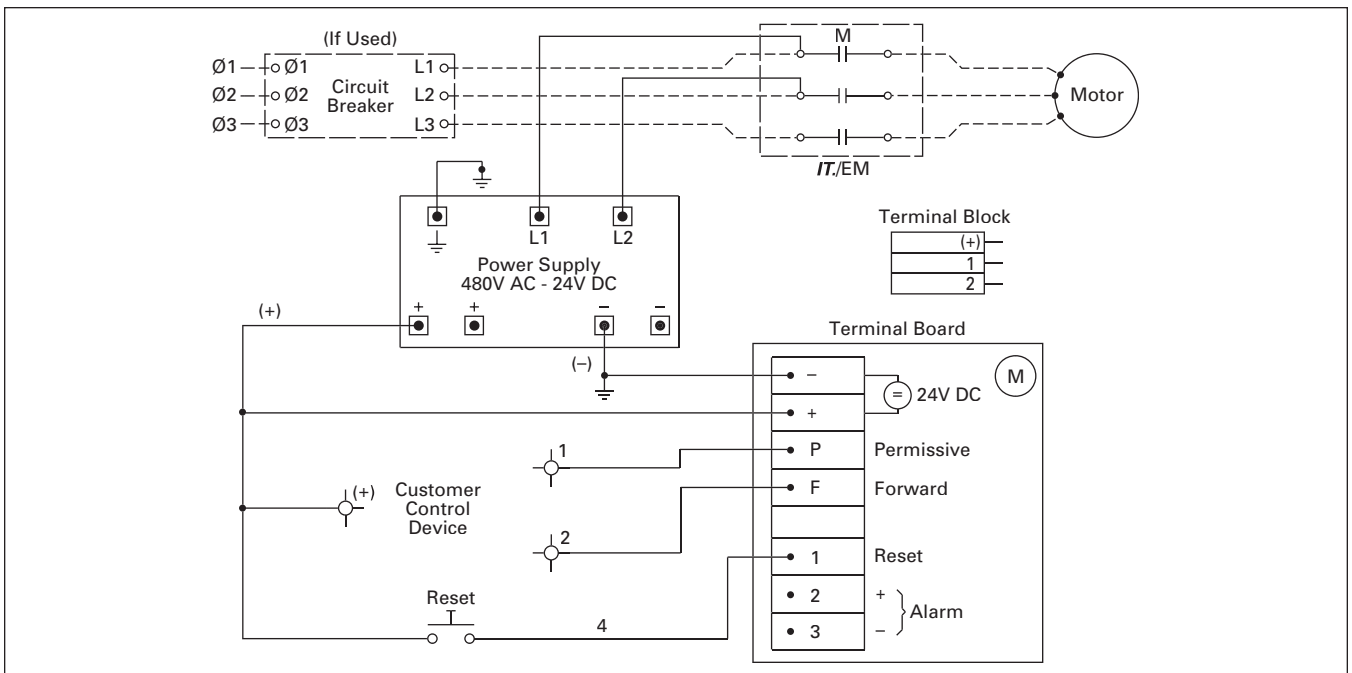 (If Used)
M
Ø1 Ø1 L1
Ø2 Ø2 Circuit L2
Breaker
Ø3 Ø3 L3
Motor
IT./EM
L1 L2
Power Supply
480V AC - 24V DC
Terminal Block
(+)
1
2
+ + – –
(+)
(–)
Terminal Board
– = 24V DC M
+
1 P Permissive
(+) Customer F Forward
Control
Device
2
1 Reset
Reset
4
2 + Alarm
3 –